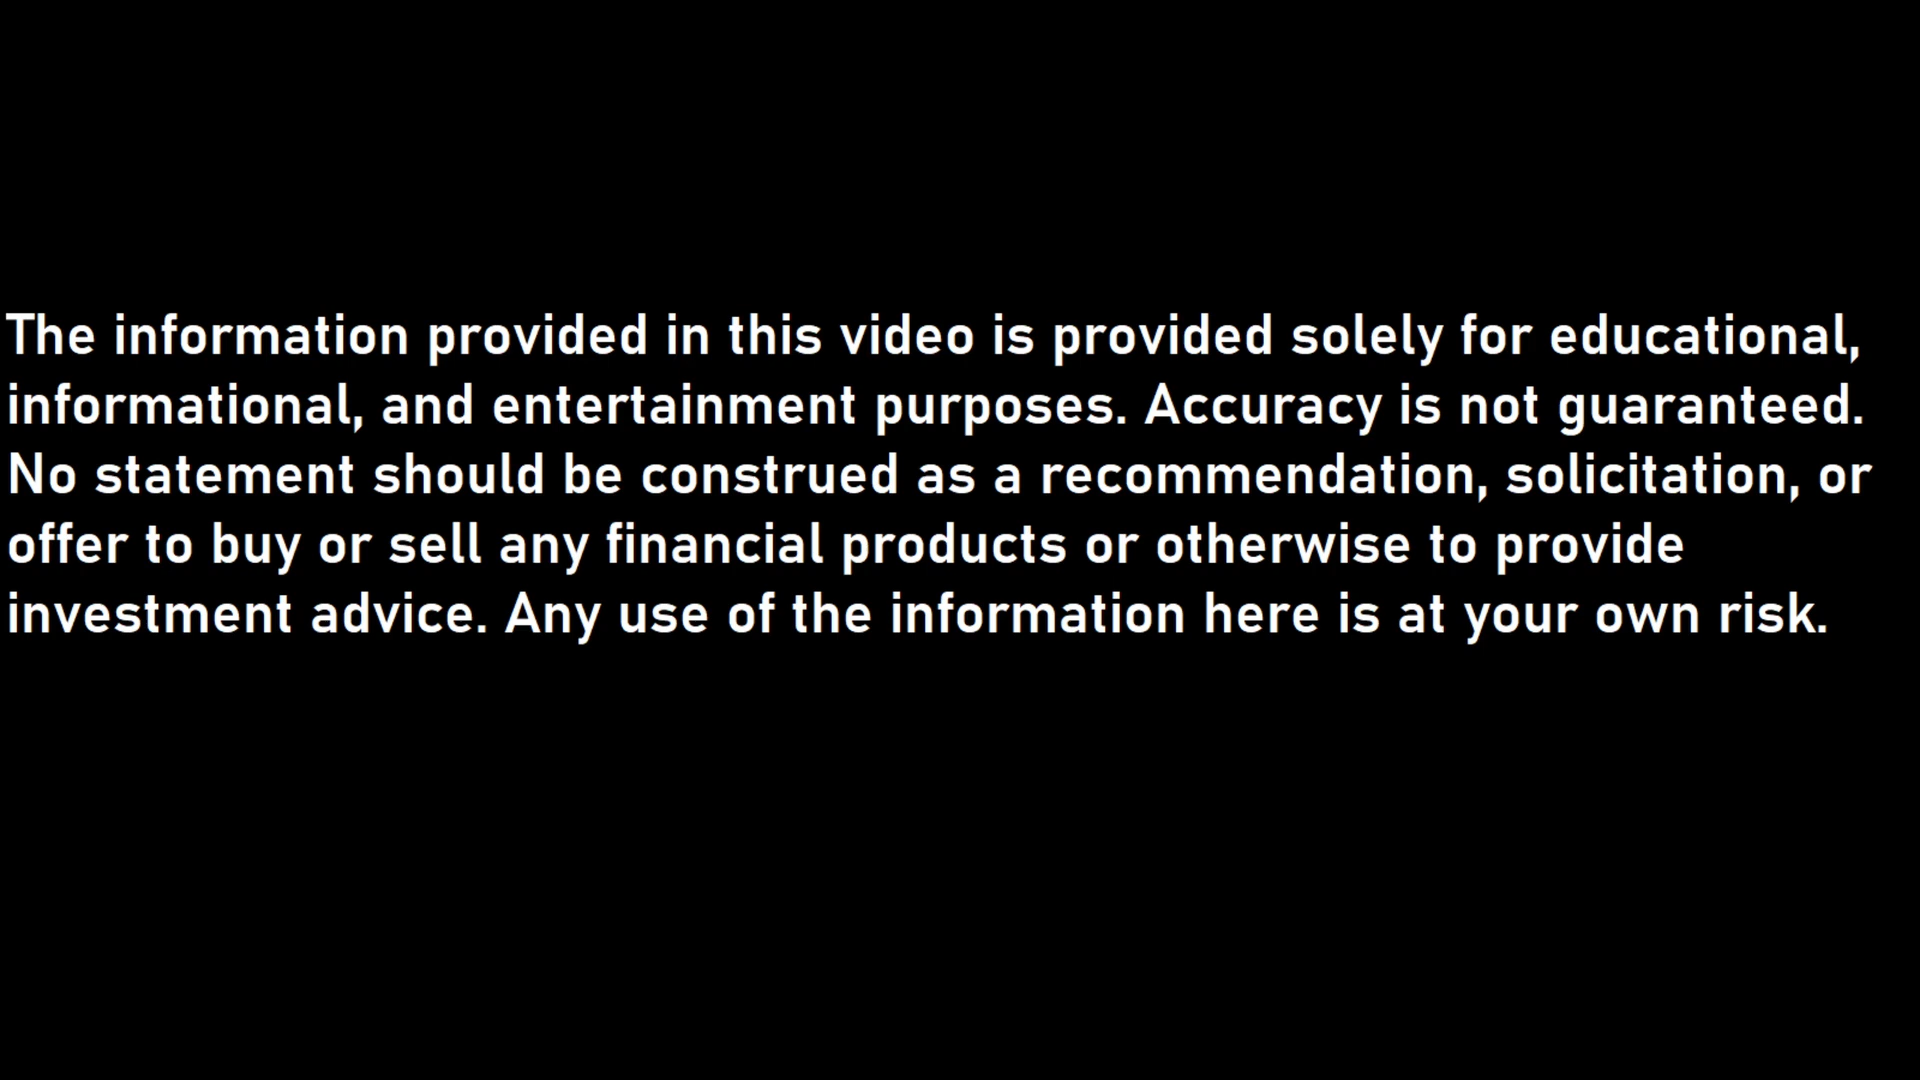 The information provided in this video is provided solely for educational,
informational, and entertainment purposes. Accuracy is not guaranteed.
No statement should be construed as a recommendation, solicitation, or
offer to buy or sell any financial products or otherwise to provide
investment advice. Any use of the information here is at your own risk.